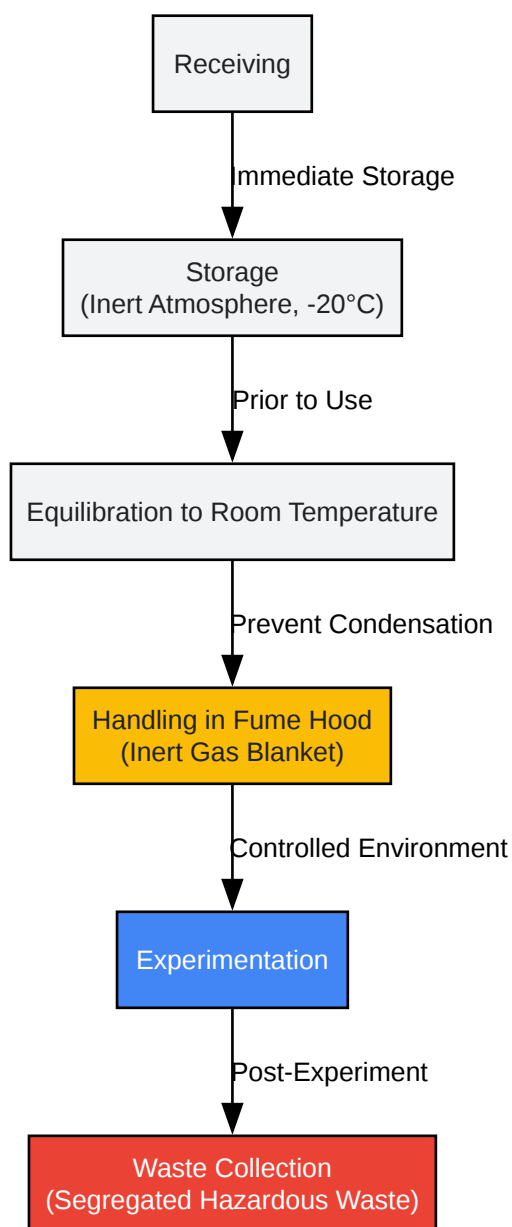 Receiving
Immediate Storage
Storage
(Inert Atmosphere, -20°C)
Prior to Use
Equilibration to Room Temperature
Prevent Condensation
Handling in Fume Hood
(Inert Gas Blanket)
Controlled Environment
Experimentation
Post-Experiment
Waste Collection
(Segregated Hazardous Waste)